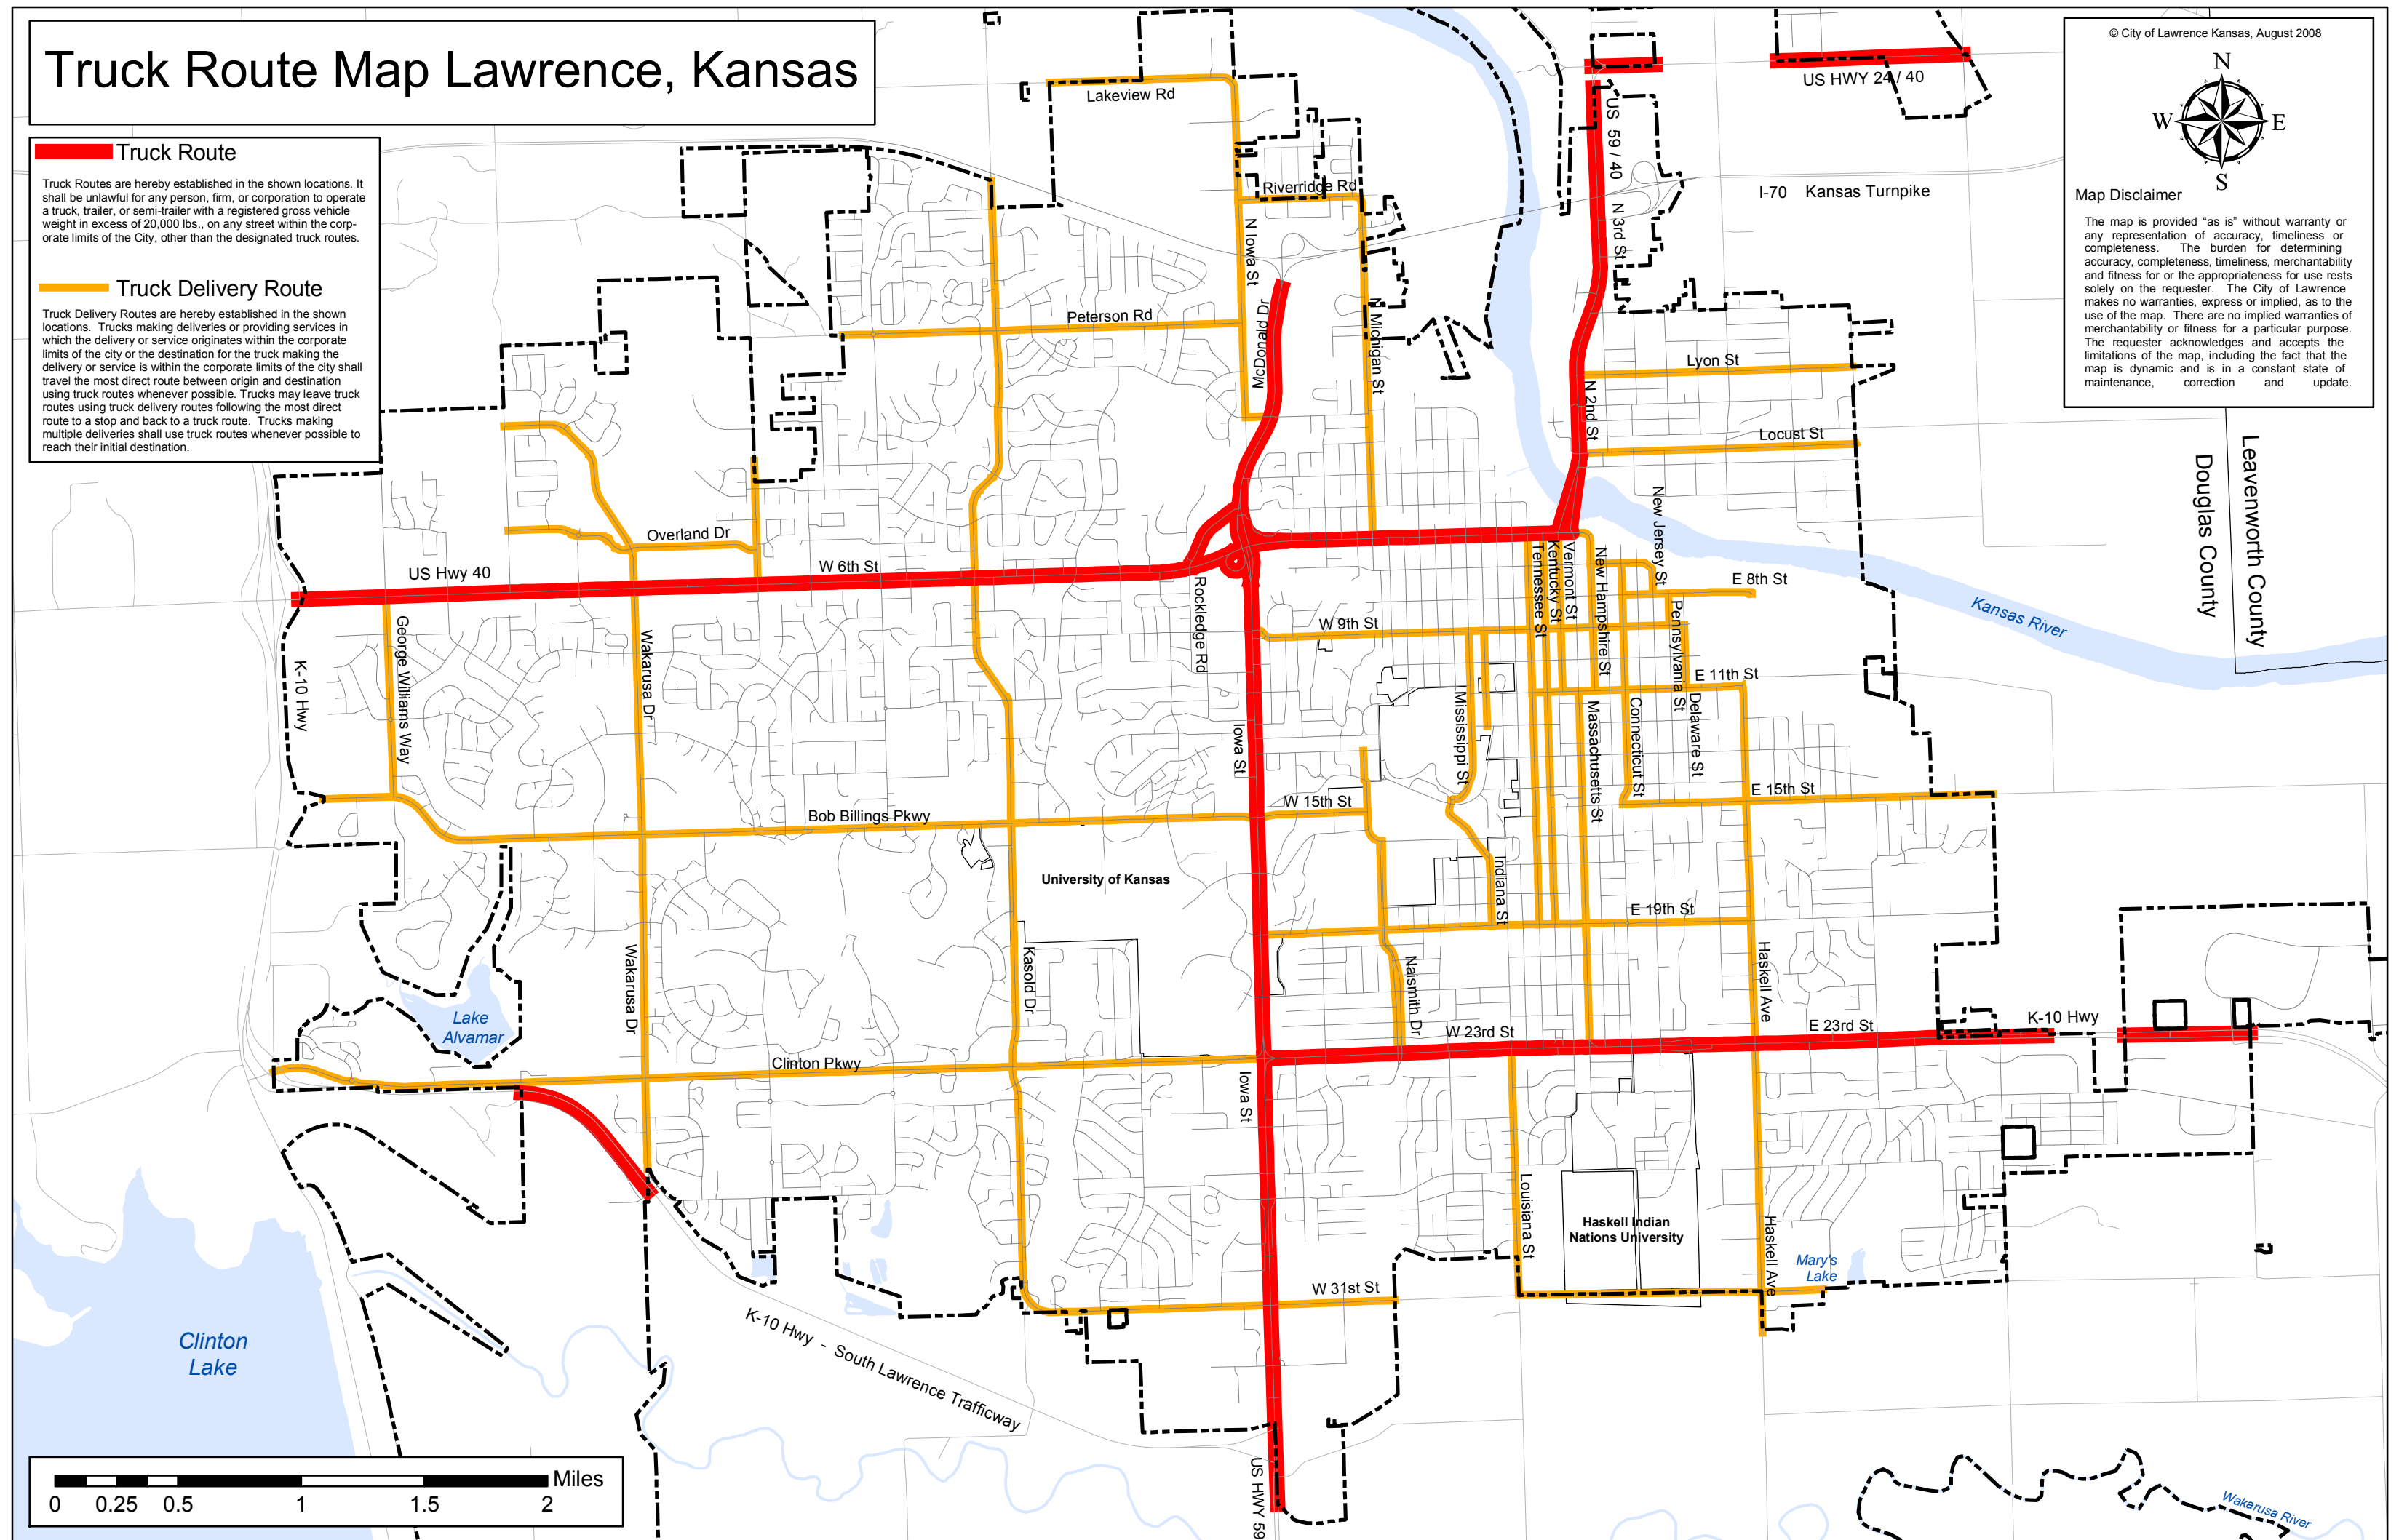 Truck Route Map Lawrence, Kansas
Truck Route
Truck Routes are hereby established in the shown locations. It
shall be unlawful for any person, firm, or corporation to operate
a truck, trailer, or semi-trailer with a registered gross vehicle
weight in excess of 20,000 lbs., on any street within the corp-
orate limits of the City, other than the designated truck routes.
Truck Delivery Route
Truck Delivery Routes are hereby established in the shown
locations. Trucks making deliveries or providing services in
which the delivery or service originates within the corporate
limits of the city or the destination for the truck making the
delivery or service is within the corporate limits of the city shall
travel the most direct route between origin and destination
using truck routes whenever possible. Trucks may leave truck
routes using truck delivery routes following the most direct
route to a stop and back to a truck route. Trucks making
multiple deliveries shall use truck routes whenever possible to
reach their initial destination.
© City of Lawrence Kansas, August 2008
N
W
E
S
Map Disclaimer
The map is provided “as is” without warranty or
any representation of accuracy, timeliness or
completeness. The burden for determining
accuracy, completeness, timeliness, merchantability
and fitness for or the appropriateness for use rests
solely on the requester. The City of Lawrence
makes no warranties, express or implied, as to the
use of the map. There are no implied warranties of
merchantability or fitness for a particular purpose.
The requester acknowledges and accepts the
limitations of the map, including the fact that the
map is dynamic and is in a constant state of
maintenance, correction and update.
Lakeview Rd
US HWY 24 / 40
US 59 / 40
Riverridge Rd
I-70 Kansas Turnpike
N Iowa St
N 3rd St
Peterson Rd
McDonald Dr
N Michigan St
Lyon St
N 2nd St
Locust St
Leavenworth County
Douglas County
New Jersey St
Overland Dr
US Hwy 40
W 6th St
Rockledge Rd
Tennessee St
Kentucky St
Vermont St
New Hampshire St
E 8th St
Kansas River
W 9th St
Pennsylvania St
George Williams Way
Wakarusa Dr
K-10 Hwy
E 11th St
Iowa St
Mississippi St
Massachusetts St
Connecticut St
Delaware St
W 15th St
E 15th St
Bob Billings Pkwy
University of Kansas
Indiana St
E 19th St
Wakarusa Dr
Kasold Dr
Naismith Dr
Haskell Ave
Lake
Alvamar
W 23rd St
E 23rd St
K-10 Hwy
Clinton Pkwy
Iowa St
Louisiana St
Haskell Indian
Nations University
Haskell Ave
Mary's
Lake
W 31st St
K-10 Hwy - South Lawrence Trafficway
Clinton
Lake
US HWY 59
Wakarusa River
Miles
0 0.25 0.5 1 1.5 2